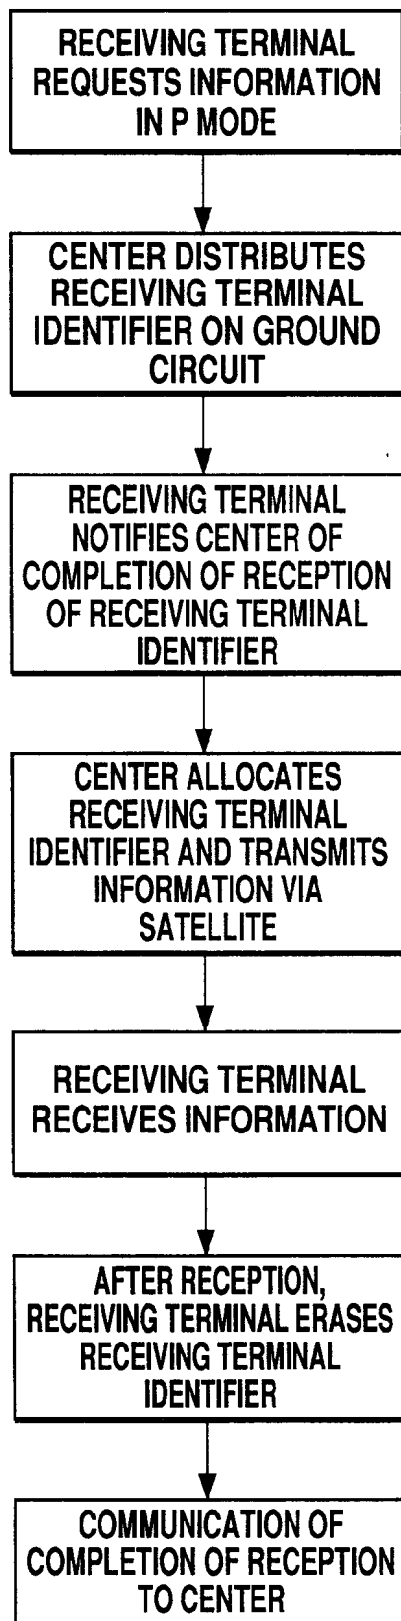 RECEIVING TERMINAL
REQUESTS INFORMATION
IN P MODE
CENTER DISTRIBUTES
RECEIVING TERMINAL
IDENTIFIER ON GROUND
CIRCUIT
RECEIVING TERMINAL
NOTIFIES CENTER OF
COMPLETION OF RECEPTION
OF RECEIVING TERMINAL
IDENTIFIER
CENTER ALLOCATES
RECEIVING TERMINAL
IDENTIFIER AND TRANSMITS
INFORMATION VIA
SATELLITE
RECEIVING TERMINAL
RECEIVES INFORMATION
AFTER RECEPTION,
RECEIVING TERMINAL ERASES
RECEIVING TERMINAL
IDENTIFIER
COMMUNICATION OF
COMPLETION OF RECEPTION
TO CENTER